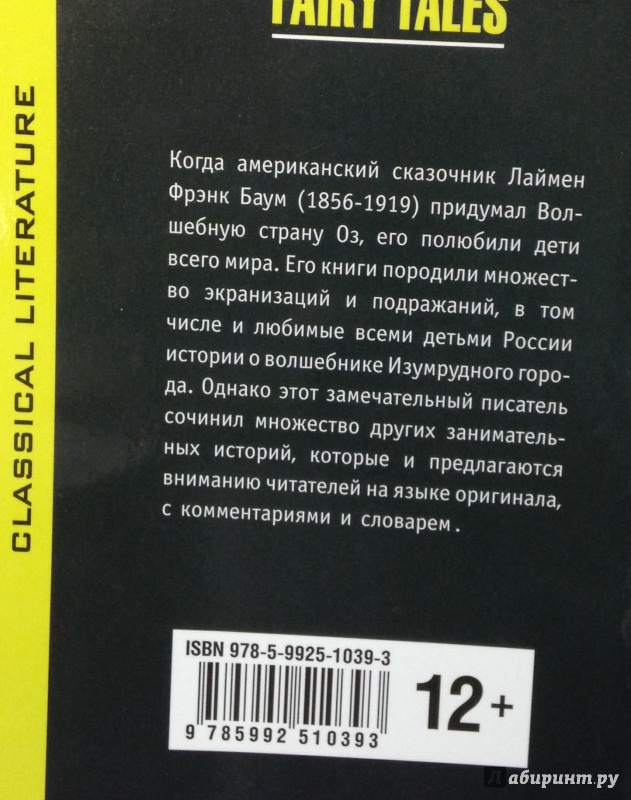 FAIRY TALES
CLASSICAL LITERATURE
Когда американский сказочник Лаймен
Фрэнк Баум (1856-1919) придумал Вол-
шебную страну Оз, его полюбили дети
всего мира. Его книги породили множест-
во экранизаций и подражаний, в том
числе и любимые всеми детьми России
истории о волшебнике Изумрудного горо-
да. Однако этот замечательный писатель
сочинил множество других заниматель-
ных историй, которые и предлагаются
вниманию читателей на языке оригинала,
с комментариями и словарем.
ISBN 978-5-9925-1039-3
9 785992 510393
12+
Лабиринт.ру